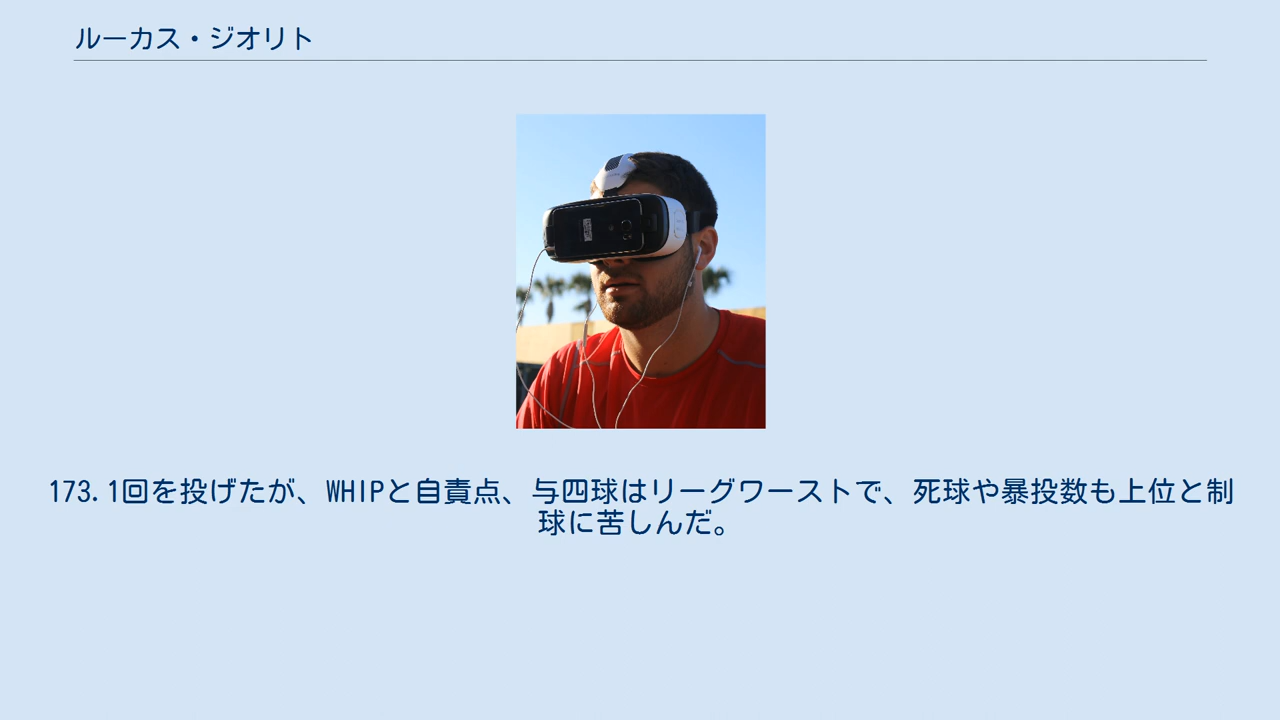 ルーカス・ジオリト
173.1回を投げたが、WHIPと自責点、与四球はリーグワーストで、死球や暴投数も上位と制
球に苦しんだ。